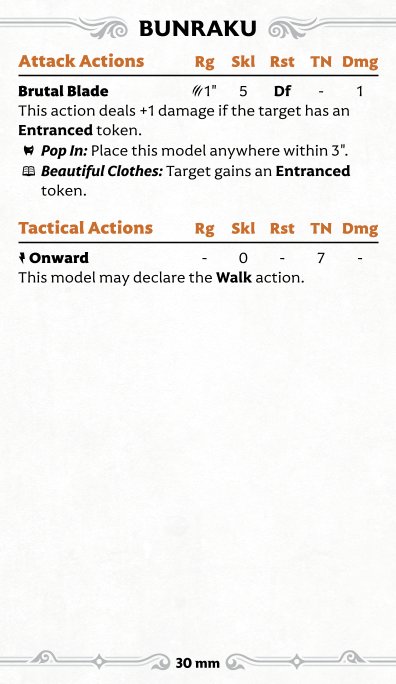 BUNRAKU
Attack Actions Rg Skl Rst TN Dmg
Brutal Blade 1" 5 Df - 1
This action deals +1 damage if the target has an
Entranced token.
Pop In: Place this model anywhere within 3".
Beautiful Clothes: Target gains an Entranced
token.
Tactical Actions Rg Skl Rst TN Dmg
Onward - 0 - 7 -
This model may declare the Walk action.
30 mm